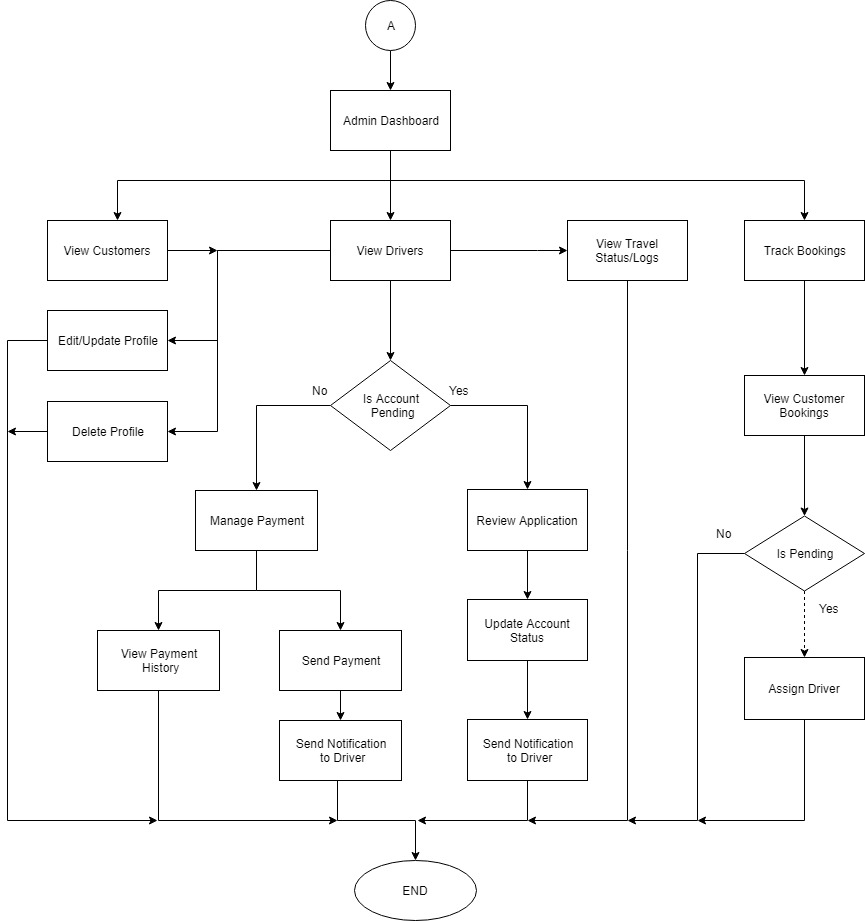 A
Admin Dashboard
View Customers
View Drivers
View Travel
Status/Logs
Track Bookings
Edit/Update Profile
Delete Profile
No
Is Account
Pending
Yes
View Customer
Bookings
Manage Payment
Review Application
No
Is Pending
Yes
View Payment
History
Send Payment
Update Account
Status
Assign Driver
Send Notification
to Driver
Send Notification
to Driver
END